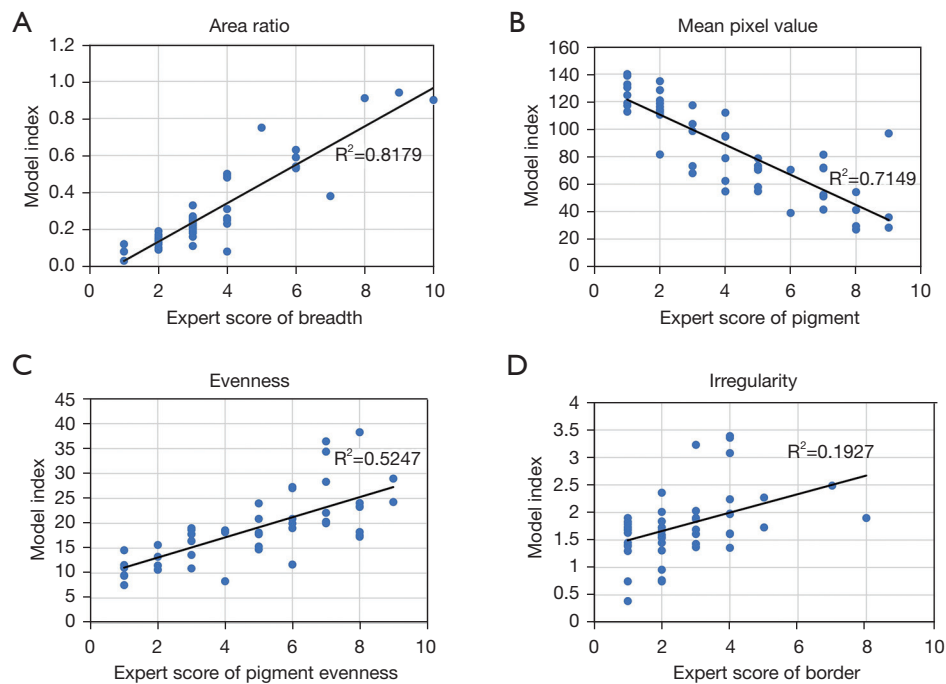 A
Area ratio
1.2
1.0
0.8
0.6
0.4
0.2
0.0
Model index
R²=0.8179
0 2 4 6 8 10
Expert score of breadth
B
Mean pixel value
160
140
120
100
80
60
40
20
0
Model index
R²=0.7149
0 2 4 6 8 10
Expert score of pigment
C
Evenness
45
40
35
30
25
20
15
10
5
0
Model index
R²=0.5247
0 2 4 6 8 10
Expert score of pigment evenness
D
Irregularity
4
3.5
3
2.5
2
1.5
1
0.5
0
Model index
R²=0.1927
0 2 4 6 8 10
Expert score of border